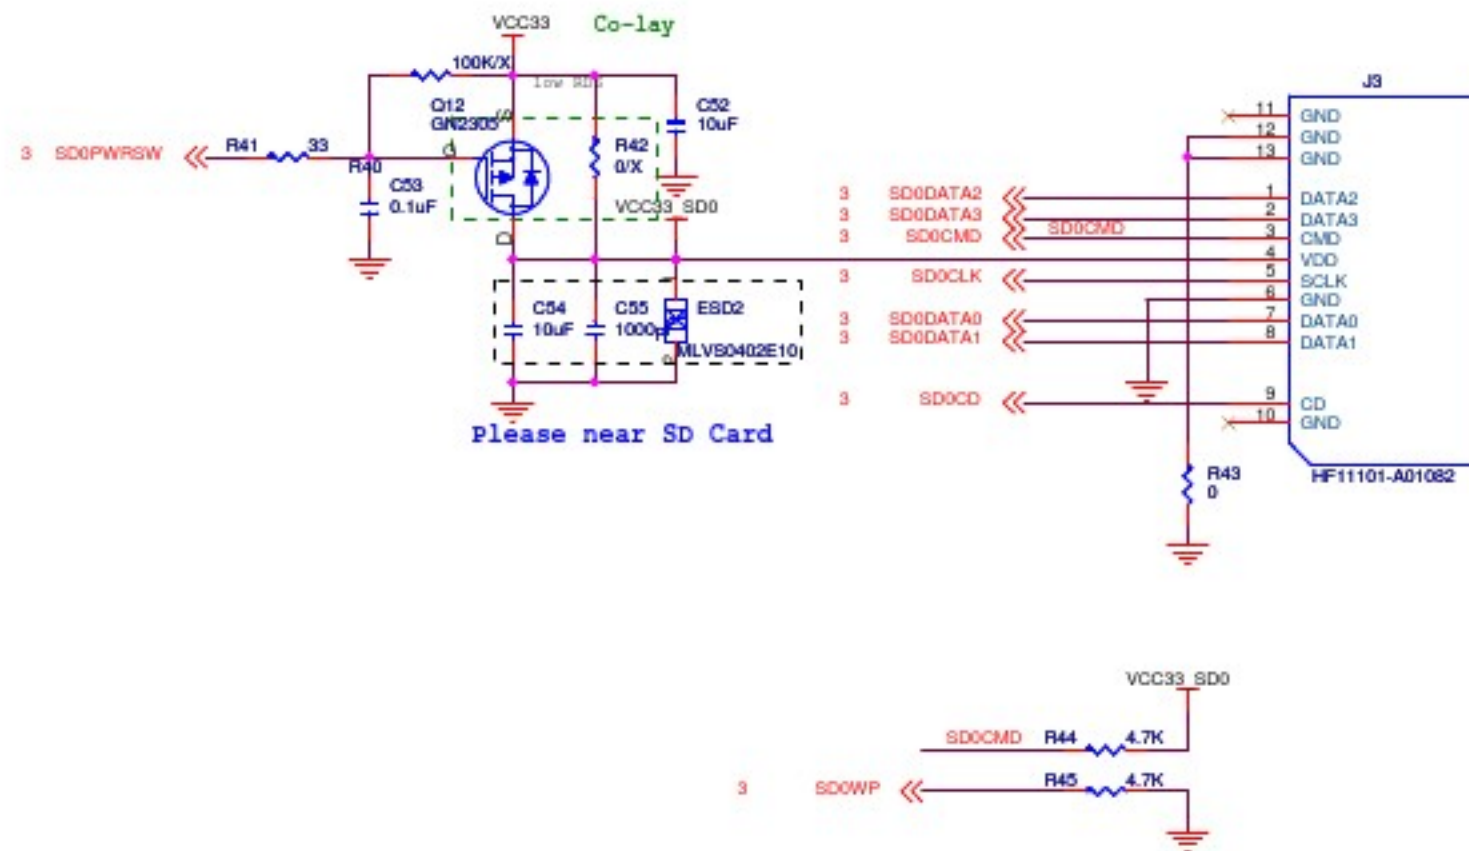 VCC33
Co-lay
100K/X
low RDS
J3
Q12
GN2305
S
G
D
C52
10uF
R42
0/X
3 SD0PWRSW
R41 33
R40
C53
0.1uF
VCC33_SD0
11 GND
12 GND
13 GND
3 SD0DATA2 1 DATA2
3 SD0DATA3 2 DATA3
3 SD0CMD SD0CMD 3 CMD
4 VDD
3 SD0CLK 5 SCLK
6 GND
3 SD0DATA0 7 DATA0
3 SD0DATA1 8 DATA1
3 SD0CD 9 CD
10 GND
C54
10uF
C55
1000p
1
ESD2
MLVS0402E10
2
Please near SD Card
R43
0
HF11101-A01082
VCC33_SD0
SD0CMD R44 4.7K
3 SD0WP R45 4.7K